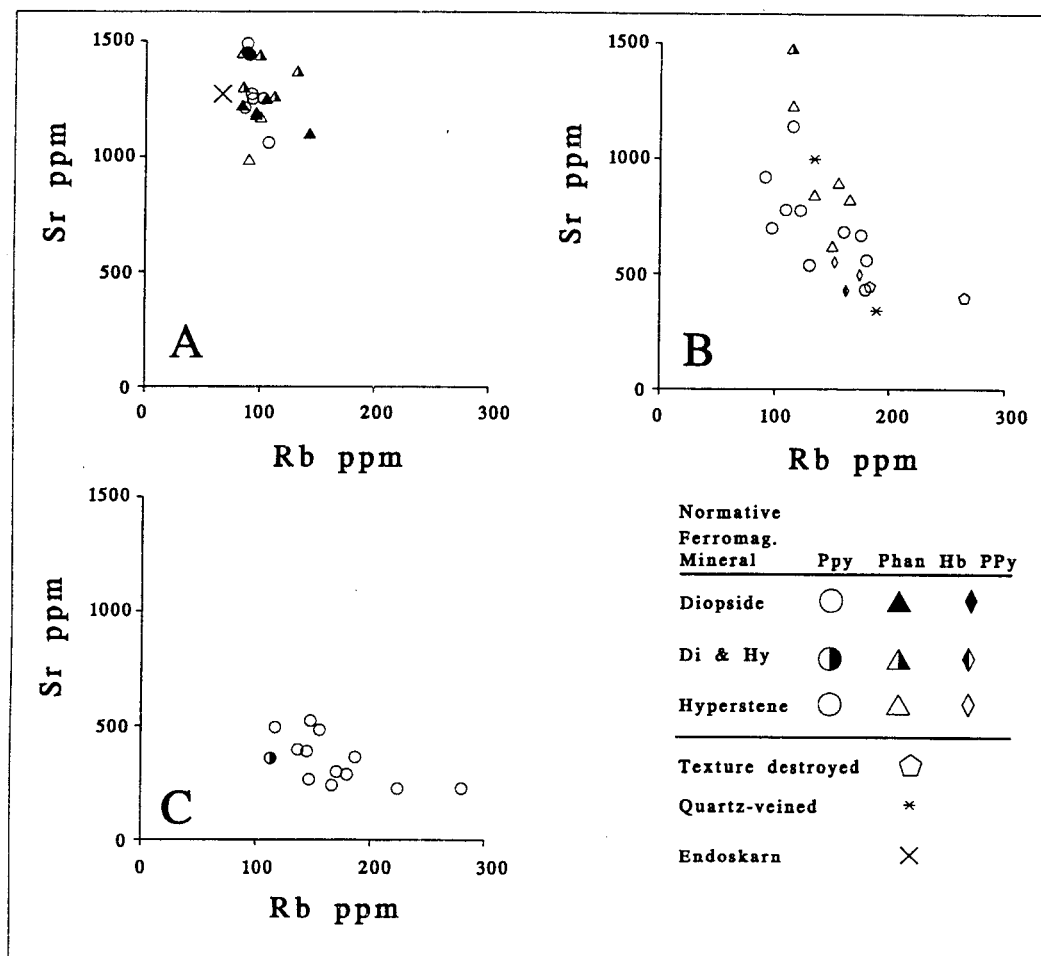 1500
1000
500
0
Sr ppm
A
0 100 200 300
Rb ppm
1500
1000
500
0
Sr ppm
B
0 100 200 300
Rb ppm
1500
1000
500
0
Sr ppm
C
0 100 200 300
Rb ppm
Normative
Ferromag.
Mineral Ppy Phan Hb PPy
Diopside
Di & Hy
Hyperstene
Texture destroyed
Quartz-veined
Endoskarn